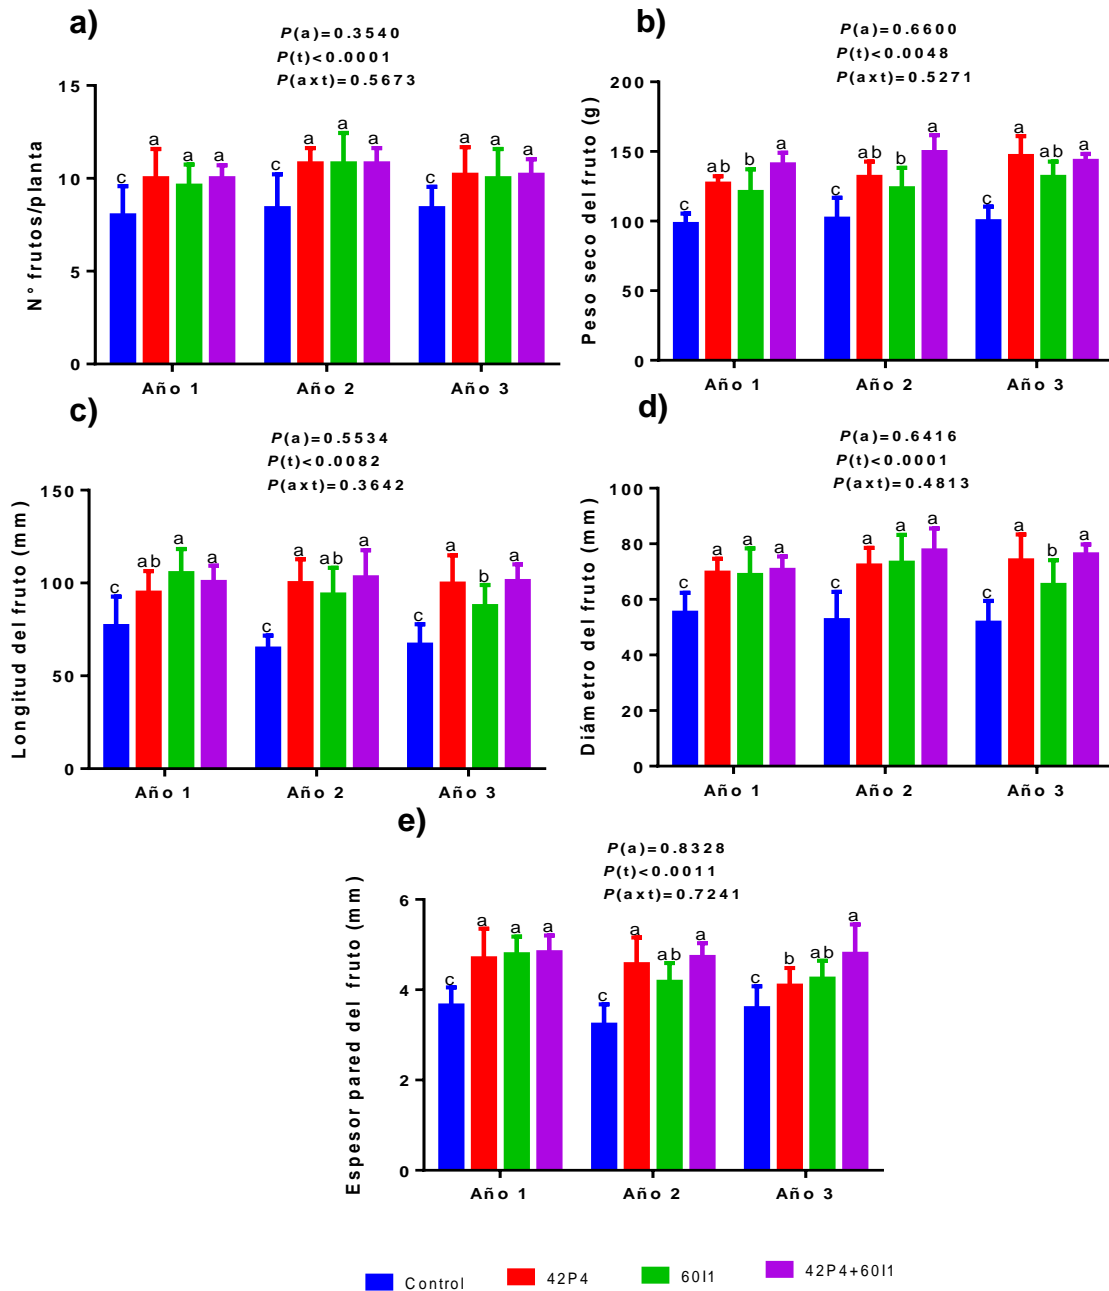 a)
P(a)=0.3540
P(t)<0.0001
P(axt)=0.5673
N° frutos/planta
15
10
5
0
c a a a
c a a a
c a a a
Año 1 Año 2 Año 3
b)
P(a)=0.6600
P(t)<0.0048
P(axt)=0.5271
Peso seco del fruto (g)
200
150
100
50
0
c ab b a
c ab b a
c a ab a
Año 1 Año 2 Año 3
c)
P(a)=0.5534
P(t)<0.0082
P(axt)=0.3642
Longitud del fruto (mm)
150
100
50
0
c ab a a
c a ab a
c a b a
Año 1 Año 2 Año 3
d)
P(a)=0.6416
P(t)<0.0001
P(axt)=0.4813
Diámetro del fruto (mm)
100
80
60
40
20
0
c a a a
c a a a
c a b a
Año 1 Año 2 Año 3
e)
P(a)=0.8328
P(t)<0.0011
P(axt)=0.7241
Espesor pared del fruto (mm)
6
4
2
0
c a a a
c a ab a
c b ab a
Año 1 Año 2 Año 3
Control 42P4 60I1 42P4+60I1